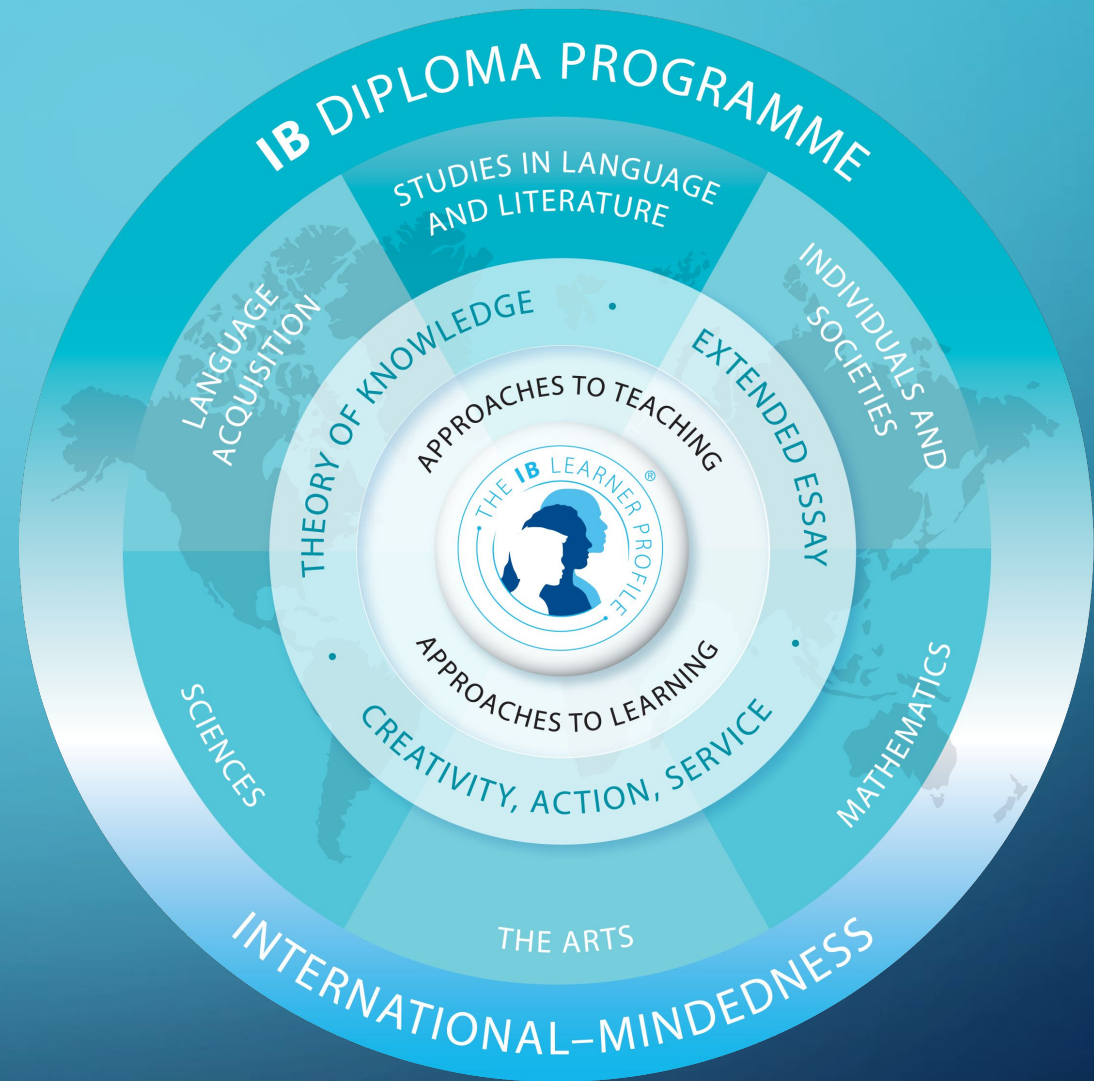 IB DIPLOMA PROGRAMME
STUDIES IN LANGUAGE
AND LITERATURE
LANGUAGE
ACQUISITION
INDIVIDUALS AND
SOCIETIES
THEORY OF KNOWLEDGE
·
EXTENDED ESSAY
·
APPROACHES TO TEACHING
· THE IB LEARNER PROFILE ·
®
APPROACHES TO LEARNING
·
CREATIVITY, ACTION, SERVICE
SCIENCES
MATHEMATICS
THE ARTS
INTERNATIONAL–MINDEDNESS